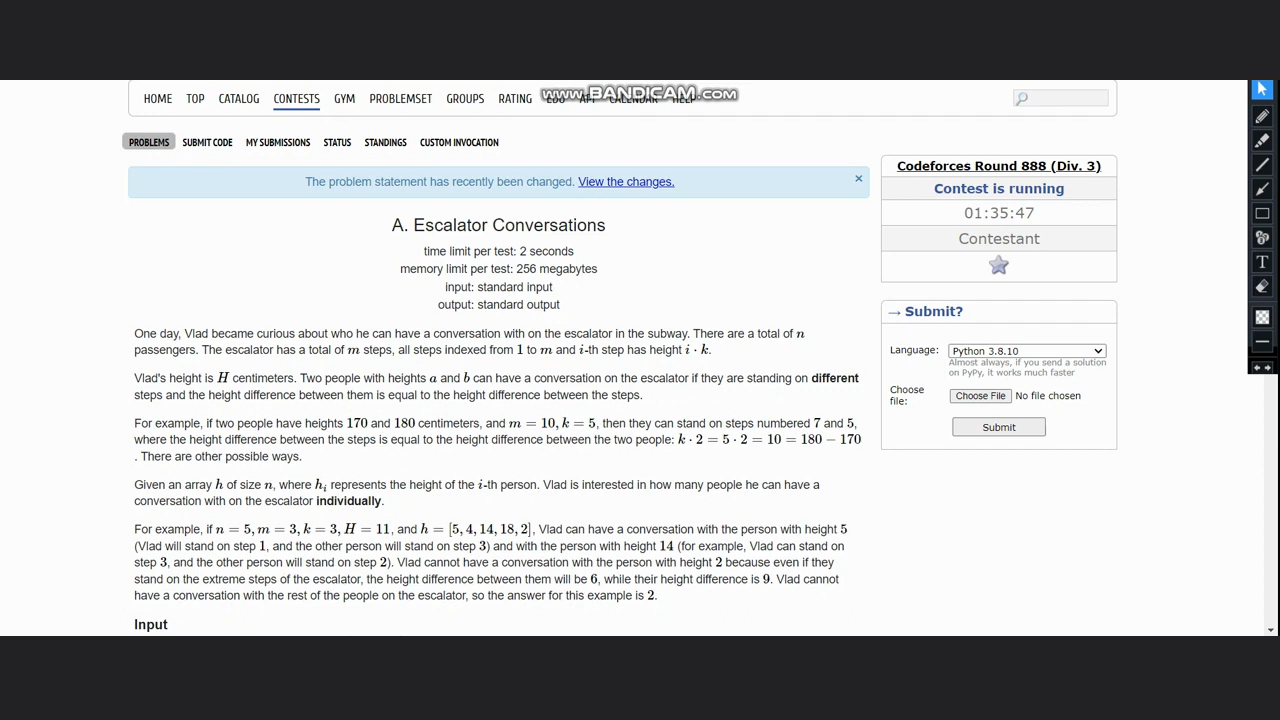 www.BANDICAM.com
HOME TOP CATALOG CONTESTS GYM PROBLEMSET GROUPS RATING EDU API CALENDAR HELP
PROBLEMS SUBMIT CODE MY SUBMISSIONS STATUS STANDINGS CUSTOM INVOCATION
The problem statement has recently been changed. View the changes. ×
A. Escalator Conversations
time limit per test: 2 seconds
memory limit per test: 256 megabytes
input: standard input
output: standard output
One day, Vlad became curious about who he can have a conversation with on the escalator in the subway. There are a total of n
passengers. The escalator has a total of m steps, all steps indexed from 1 to m and i-th step has height i · k.
Vlad's height is H centimeters. Two people with heights a and b can have a conversation on the escalator if they are standing on different
steps and the height difference between them is equal to the height difference between the steps.
For example, if two people have heights 170 and 180 centimeters, and m = 10, k = 5, then they can stand on steps numbered 7 and 5,
where the height difference between the steps is equal to the height difference between the two people: k · 2 = 5 · 2 = 10 = 180 − 170
. There are other possible ways.
Given an array h of size n, where hᵢ represents the height of the i-th person. Vlad is interested in how many people he can have a
conversation with on the escalator individually.
For example, if n = 5, m = 3, k = 3, H = 11, and h = [5, 4, 14, 18, 2], Vlad can have a conversation with the person with height 5
(Vlad will stand on step 1, and the other person will stand on step 3) and with the person with height 14 (for example, Vlad can stand on
step 3, and the other person will stand on step 2). Vlad cannot have a conversation with the person with height 2 because even if they
stand on the extreme steps of the escalator, the height difference between them will be 6, while their height difference is 9. Vlad cannot
have a conversation with the rest of the people on the escalator, so the answer for this example is 2.
Input
Codeforces Round 888 (Div. 3)
Contest is running
01:35:47
Contestant
→ Submit?
Language: Python 3.8.10
Almost always, if you send a solution
on PyPy, it works much faster
Choose
file: Choose File No file chosen
Submit
T